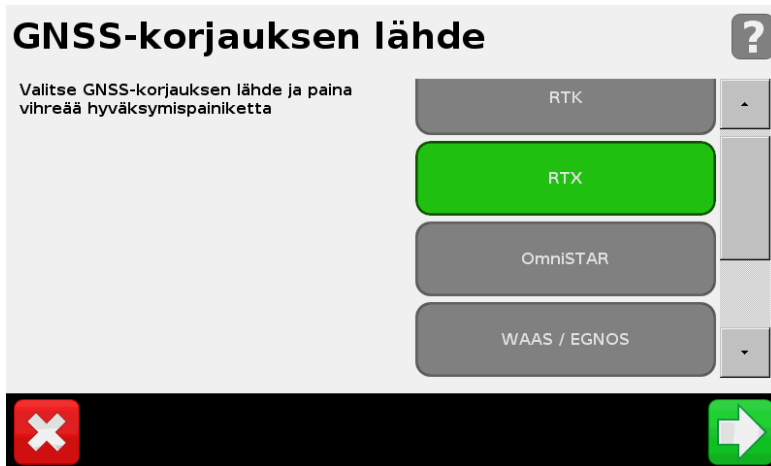 GNSS-korjauksen lähde
?
Valitse GNSS-korjauksen lähde ja paina
vihreää hyväksymispainiketta
RTK
RTX
OmniSTAR
WAAS / EGNOS